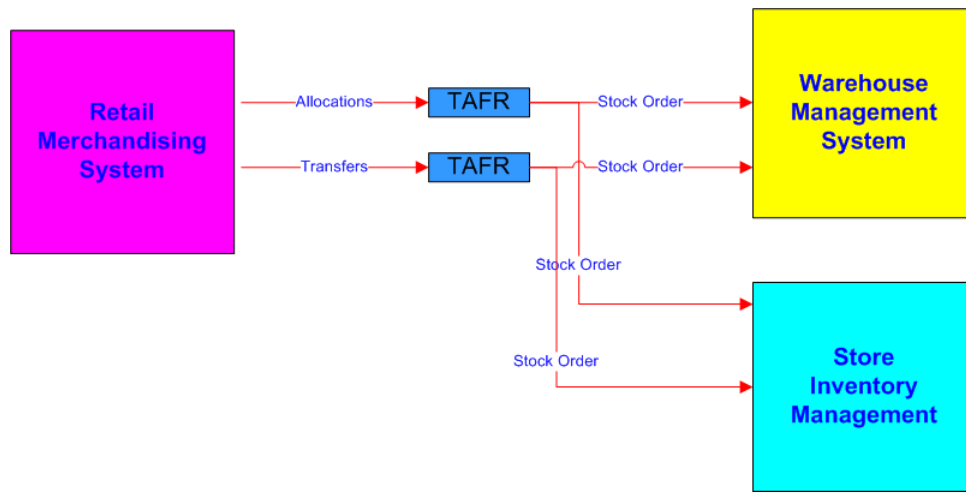 Retail
Merchandising
System
Allocations
TAFR
Stock Order
Transfers
TAFR
Stock Order
Warehouse
Management
System
Stock Order
Stock Order
Store
Inventory
Management